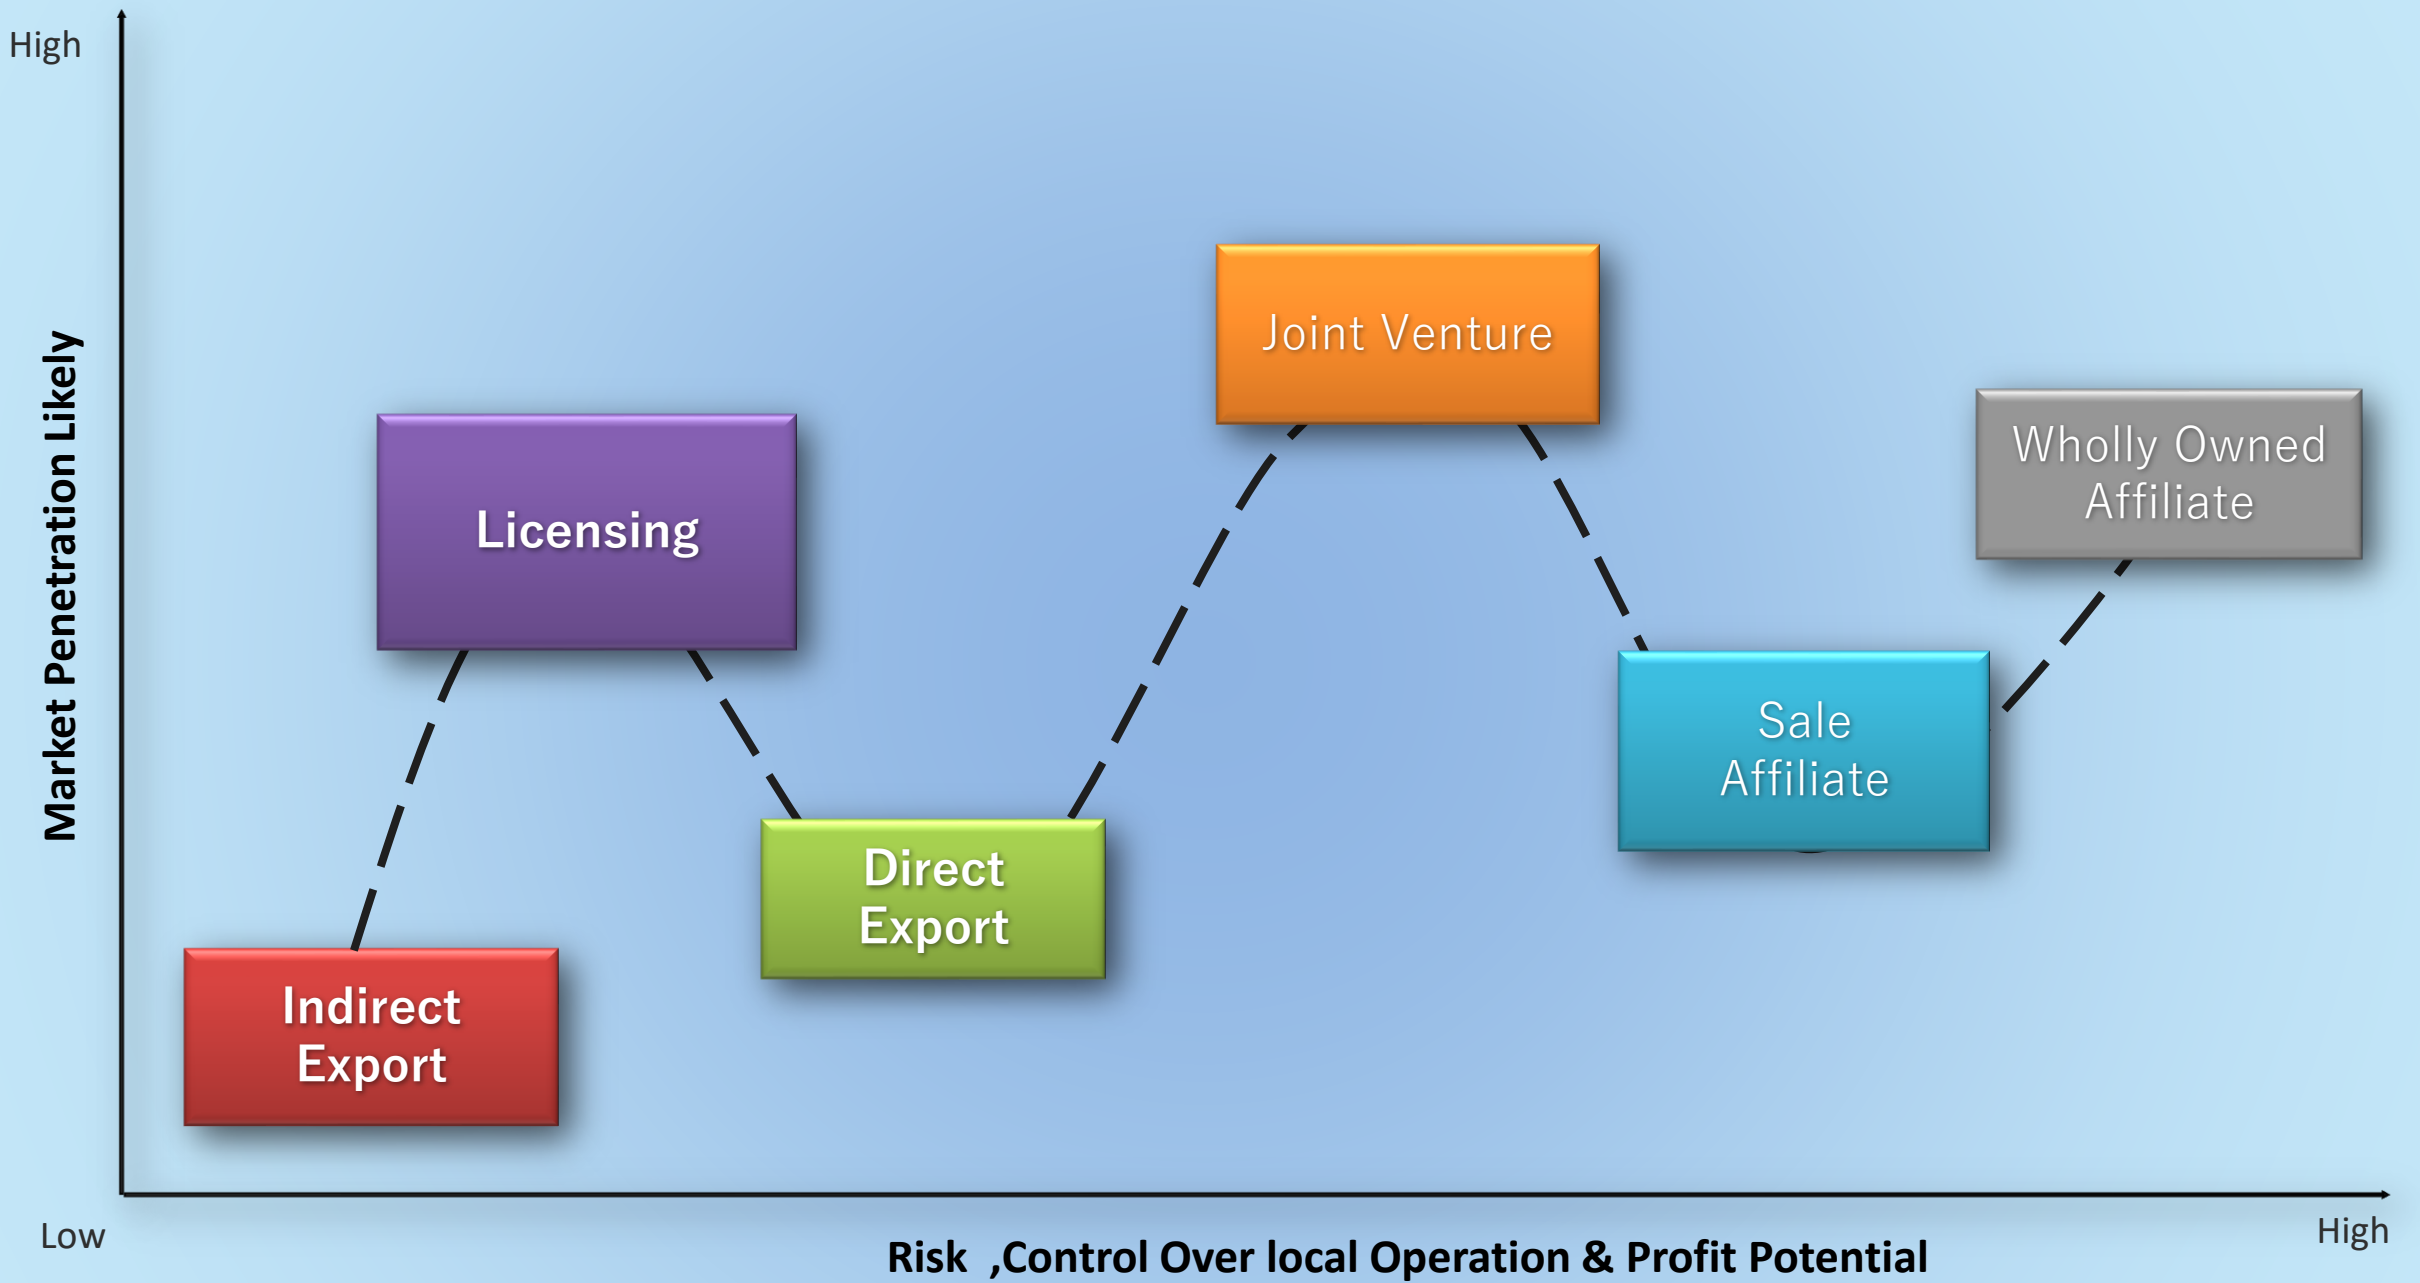 High
Market Penetration Likely
Joint Venture
Wholly Owned
Affiliate
Licensing
Sale
Affiliate
Direct
Export
Indirect
Export
Low
High
Risk  ,Control Over local Operation & Profit Potential